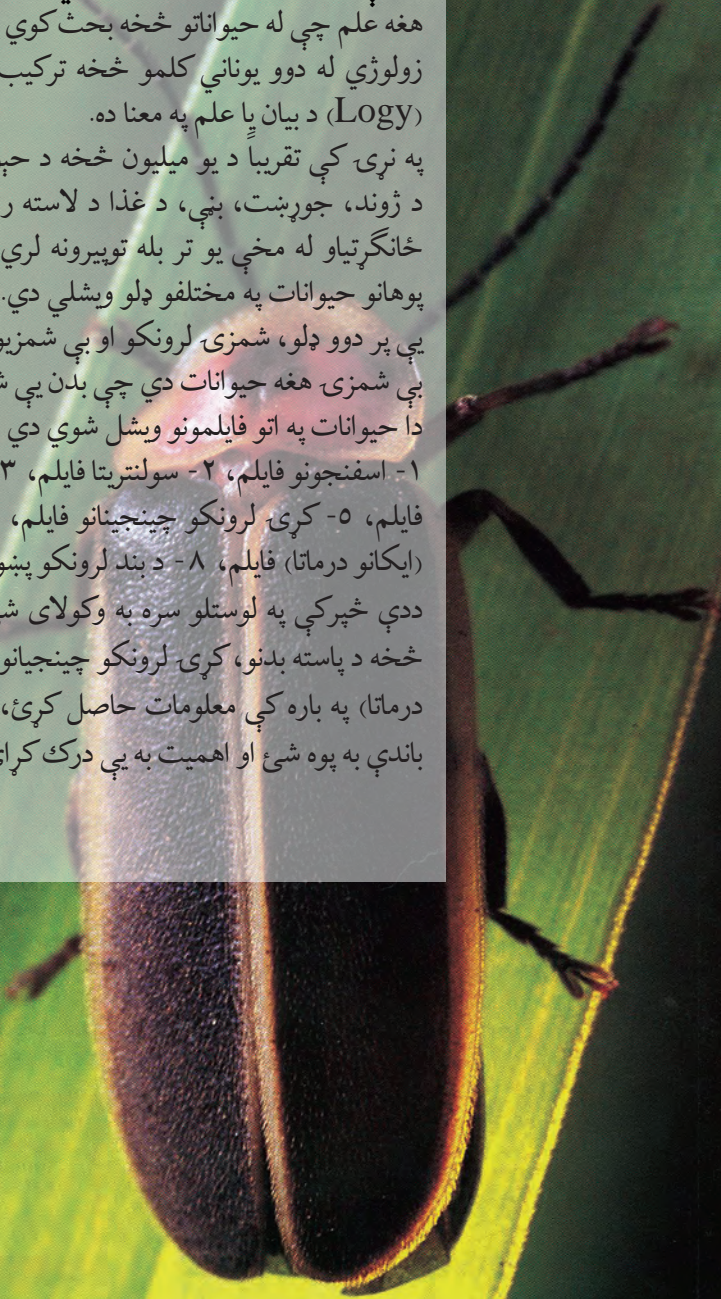 هغه علم چې له حیواناتو څخه بحث کوي
زولوژي له دوو یوناني کلمو څخه ترکیب
(Logy) د بیان یا علم په معنا ده.
په نړۍ کې تقریباً د یو میلیون څخه د
د ژوند، جوړښت، بڼې، د غذا د لاسته
ځانګړتیاو له مخې یو تر بله توپیرونه لري
پوهانو حیوانات په مختلفو ډلو ویشلي دي.
یې پر دوو ډلو، شمزۍ لرونکو او بې
بې شمزۍ هغه حیوانات دي چې بدن یې
دا حیوانات په اتو فایلمونو ویشل شوي دي
۱- اسفنجونو فایلم، ۲- سولنتریتا فایلم، ۳
فایلم، ۵- کړۍ لرونکو چینجینانو فایلم،
(ایکانو درماتا) فایلم، ۸- د بند لرونکو
ددې څپرکي په لوستلو سره به وکولای
څخه د پاسته بدنو، کړۍ لرونکو چینجیانو
درماتا) په باره کې معلومات حاصل کړئ،
باندې به پوه شئ او اهمیت به یې درک